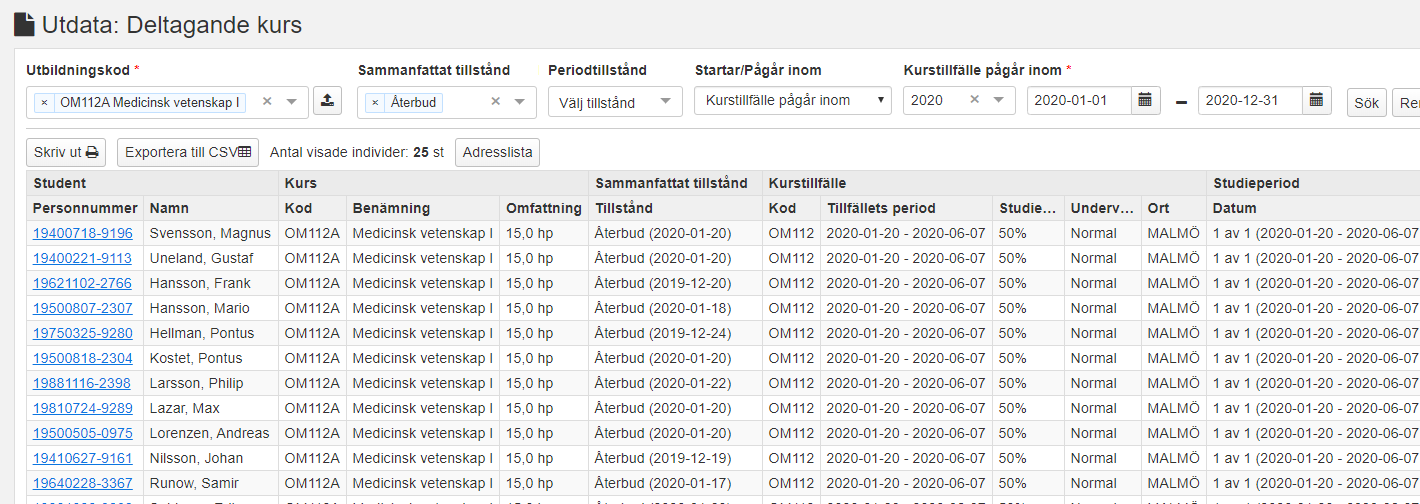 Utdata: Deltagande kurs
Utbildningskod * Sammanfattat tillstånd Periodtillstånd Startar/Pågår inom Kurstillfälle pågår inom *
× OM112A Medicinsk vetenskap I × × Återbud × Välj tillstånd Kurstillfälle pågår inom 2020 × 2020-01-01 – 2020-12-31 Sök Ren
Skriv ut Exportera till CSV Antal visade individer: 25 st Adresslista
Student Kurs Sammanfattat tillstånd Kurstillfälle Studieperiod
Personnummer Namn Kod Benämning Omfattning Tillstånd Kod Tillfällets period Studie... Underv... Ort Datum
19400718-9196 Svensson, Magnus OM112A Medicinsk vetenskap I 15,0 hp Återbud (2020-01-20) OM112 2020-01-20 - 2020-06-07 50% Normal MALMÖ 1 av 1 (2020-01-20 - 2020-06-07)
19400221-9113 Uneland, Gustaf OM112A Medicinsk vetenskap I 15,0 hp Återbud (2020-01-20) OM112 2020-01-20 - 2020-06-07 50% Normal MALMÖ 1 av 1 (2020-01-20 - 2020-06-07)
19621102-2766 Hansson, Frank OM112A Medicinsk vetenskap I 15,0 hp Återbud (2019-12-20) OM112 2020-01-20 - 2020-06-07 50% Normal MALMÖ 1 av 1 (2020-01-20 - 2020-06-07)
19500807-2307 Hansson, Mario OM112A Medicinsk vetenskap I 15,0 hp Återbud (2020-01-18) OM112 2020-01-20 - 2020-06-07 50% Normal MALMÖ 1 av 1 (2020-01-20 - 2020-06-07)
19750325-9280 Hellman, Pontus OM112A Medicinsk vetenskap I 15,0 hp Återbud (2019-12-24) OM112 2020-01-20 - 2020-06-07 50% Normal MALMÖ 1 av 1 (2020-01-20 - 2020-06-07)
19500818-2304 Kostet, Pontus OM112A Medicinsk vetenskap I 15,0 hp Återbud (2020-01-20) OM112 2020-01-20 - 2020-06-07 50% Normal MALMÖ 1 av 1 (2020-01-20 - 2020-06-07)
19881116-2398 Larsson, Philip OM112A Medicinsk vetenskap I 15,0 hp Återbud (2020-01-22) OM112 2020-01-20 - 2020-06-07 50% Normal MALMÖ 1 av 1 (2020-01-20 - 2020-06-07)
19810724-9289 Lazar, Max OM112A Medicinsk vetenskap I 15,0 hp Återbud (2020-01-20) OM112 2020-01-20 - 2020-06-07 50% Normal MALMÖ 1 av 1 (2020-01-20 - 2020-06-07)
19500505-0975 Lorenzen, Andreas OM112A Medicinsk vetenskap I 15,0 hp Återbud (2020-01-20) OM112 2020-01-20 - 2020-06-07 50% Normal MALMÖ 1 av 1 (2020-01-20 - 2020-06-07)
19410627-9161 Nilsson, Johan OM112A Medicinsk vetenskap I 15,0 hp Återbud (2019-12-19) OM112 2020-01-20 - 2020-06-07 50% Normal MALMÖ 1 av 1 (2020-01-20 - 2020-06-07)
19640228-3367 Runow, Samir OM112A Medicinsk vetenskap I 15,0 hp Återbud (2020-01-17) OM112 2020-01-20 - 2020-06-07 50% Normal MALMÖ 1 av 1 (2020-01-20 - 2020-06-07)